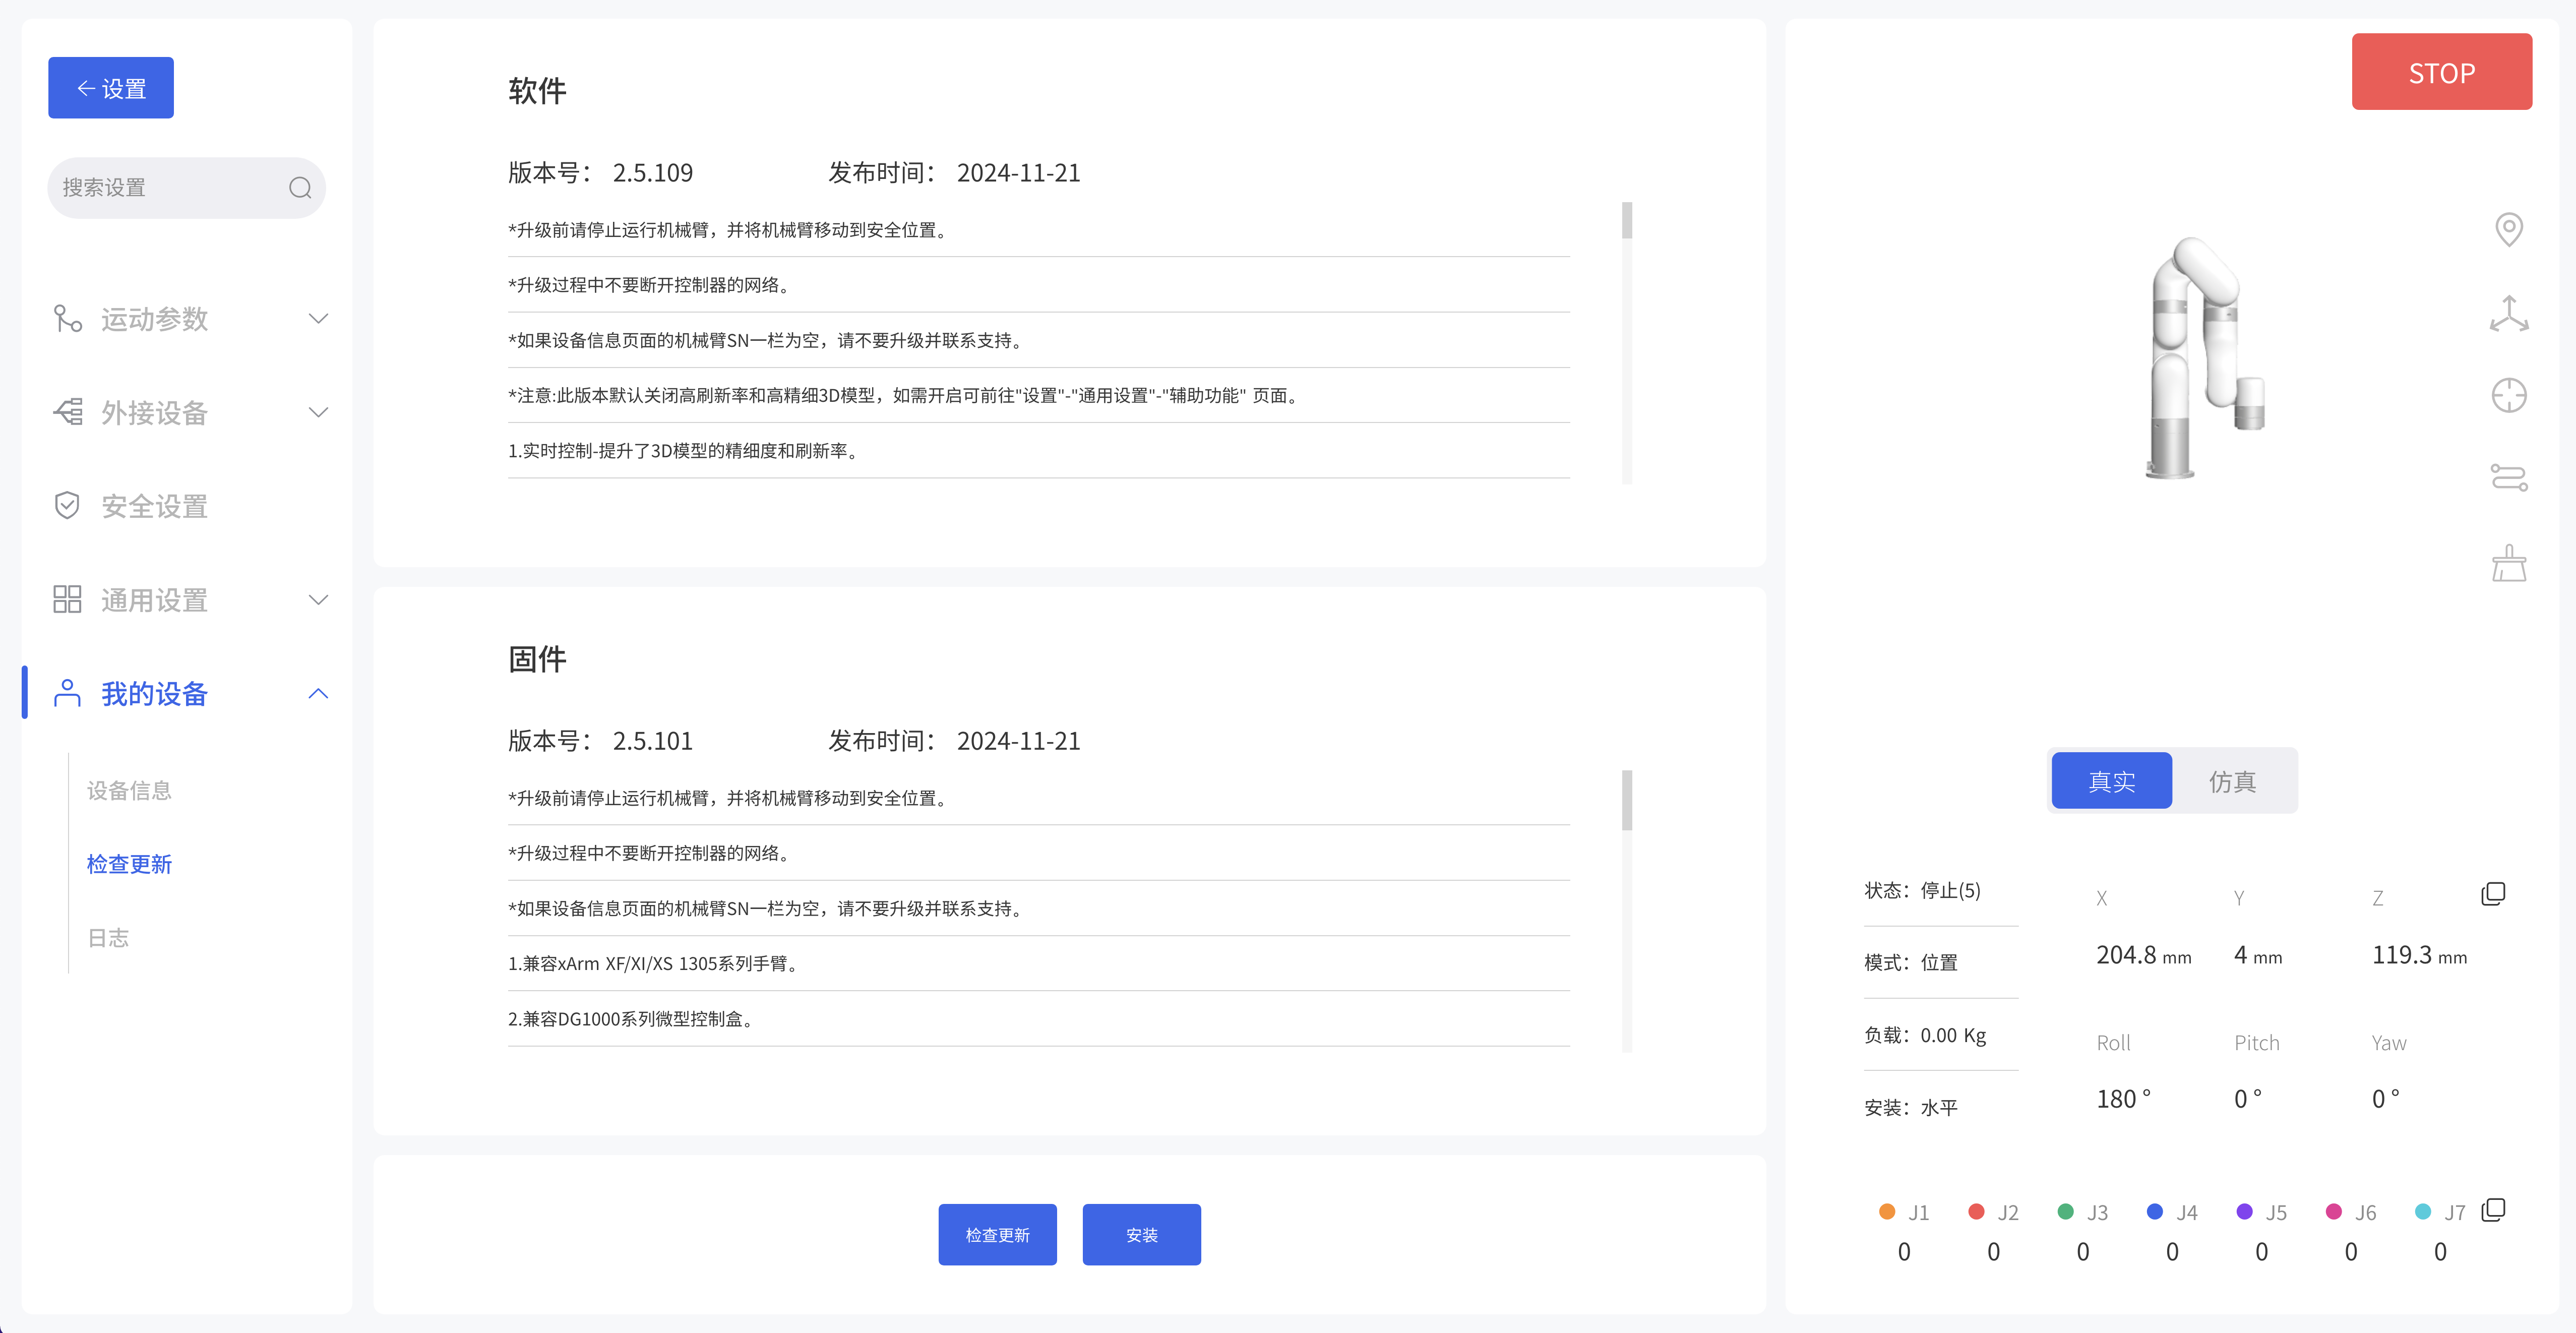 ← 设置
搜索设置
运动参数
外接设备
安全设置
通用设置
我的设备
设备信息
检查更新
日志
软件
版本号： 2.5.109 发布时间： 2024-11-21
*升级前请停止运行机械臂，并将机械臂移动到安全位置。
*升级过程中不要断开控制器的网络。
*如果设备信息页面的机械臂SN一栏为空，请不要升级并联系支持。
*注意:此版本默认关闭高刷新率和高精细3D模型，如需开启可前往"设置"-"通用设置"-"辅助功能" 页面。
1.实时控制-提升了3D模型的精细度和刷新率。
固件
版本号： 2.5.101 发布时间： 2024-11-21
*升级前请停止运行机械臂，并将机械臂移动到安全位置。
*升级过程中不要断开控制器的网络。
*如果设备信息页面的机械臂SN一栏为空，请不要升级并联系支持。
1.兼容xArm XF/XI/XS 1305系列手臂。
2.兼容DG1000系列微型控制盒。
检查更新 安装
STOP
真实 仿真
状态：停止(5)
模式：位置
负载：0.00 Kg
安装：水平
X Y Z
204.8 mm 4 mm 119.3 mm
Roll Pitch Yaw
180 ° 0 ° 0 °
J1 J2 J3 J4 J5 J6 J7
0 0 0 0 0 0 0